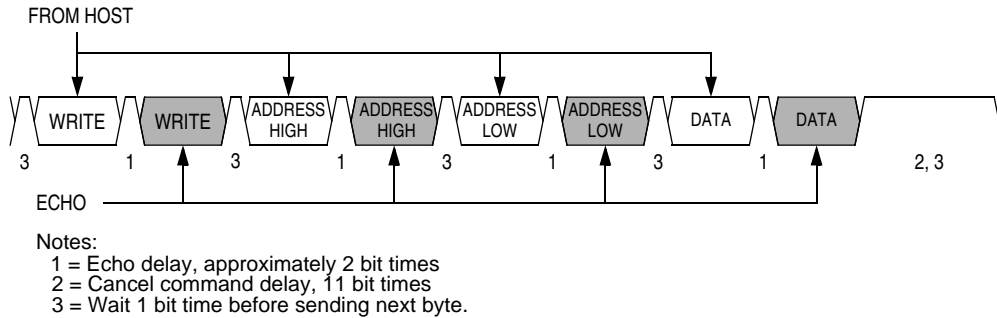 FROM HOST
WRITE WRITE ADDRESS HIGH ADDRESS HIGH ADDRESS LOW ADDRESS LOW DATA DATA
3 1 3 1 3 1 3 1 2, 3
ECHO
Notes:
1 = Echo delay, approximately 2 bit times
2 = Cancel command delay, 11 bit times
3 = Wait 1 bit time before sending next byte.